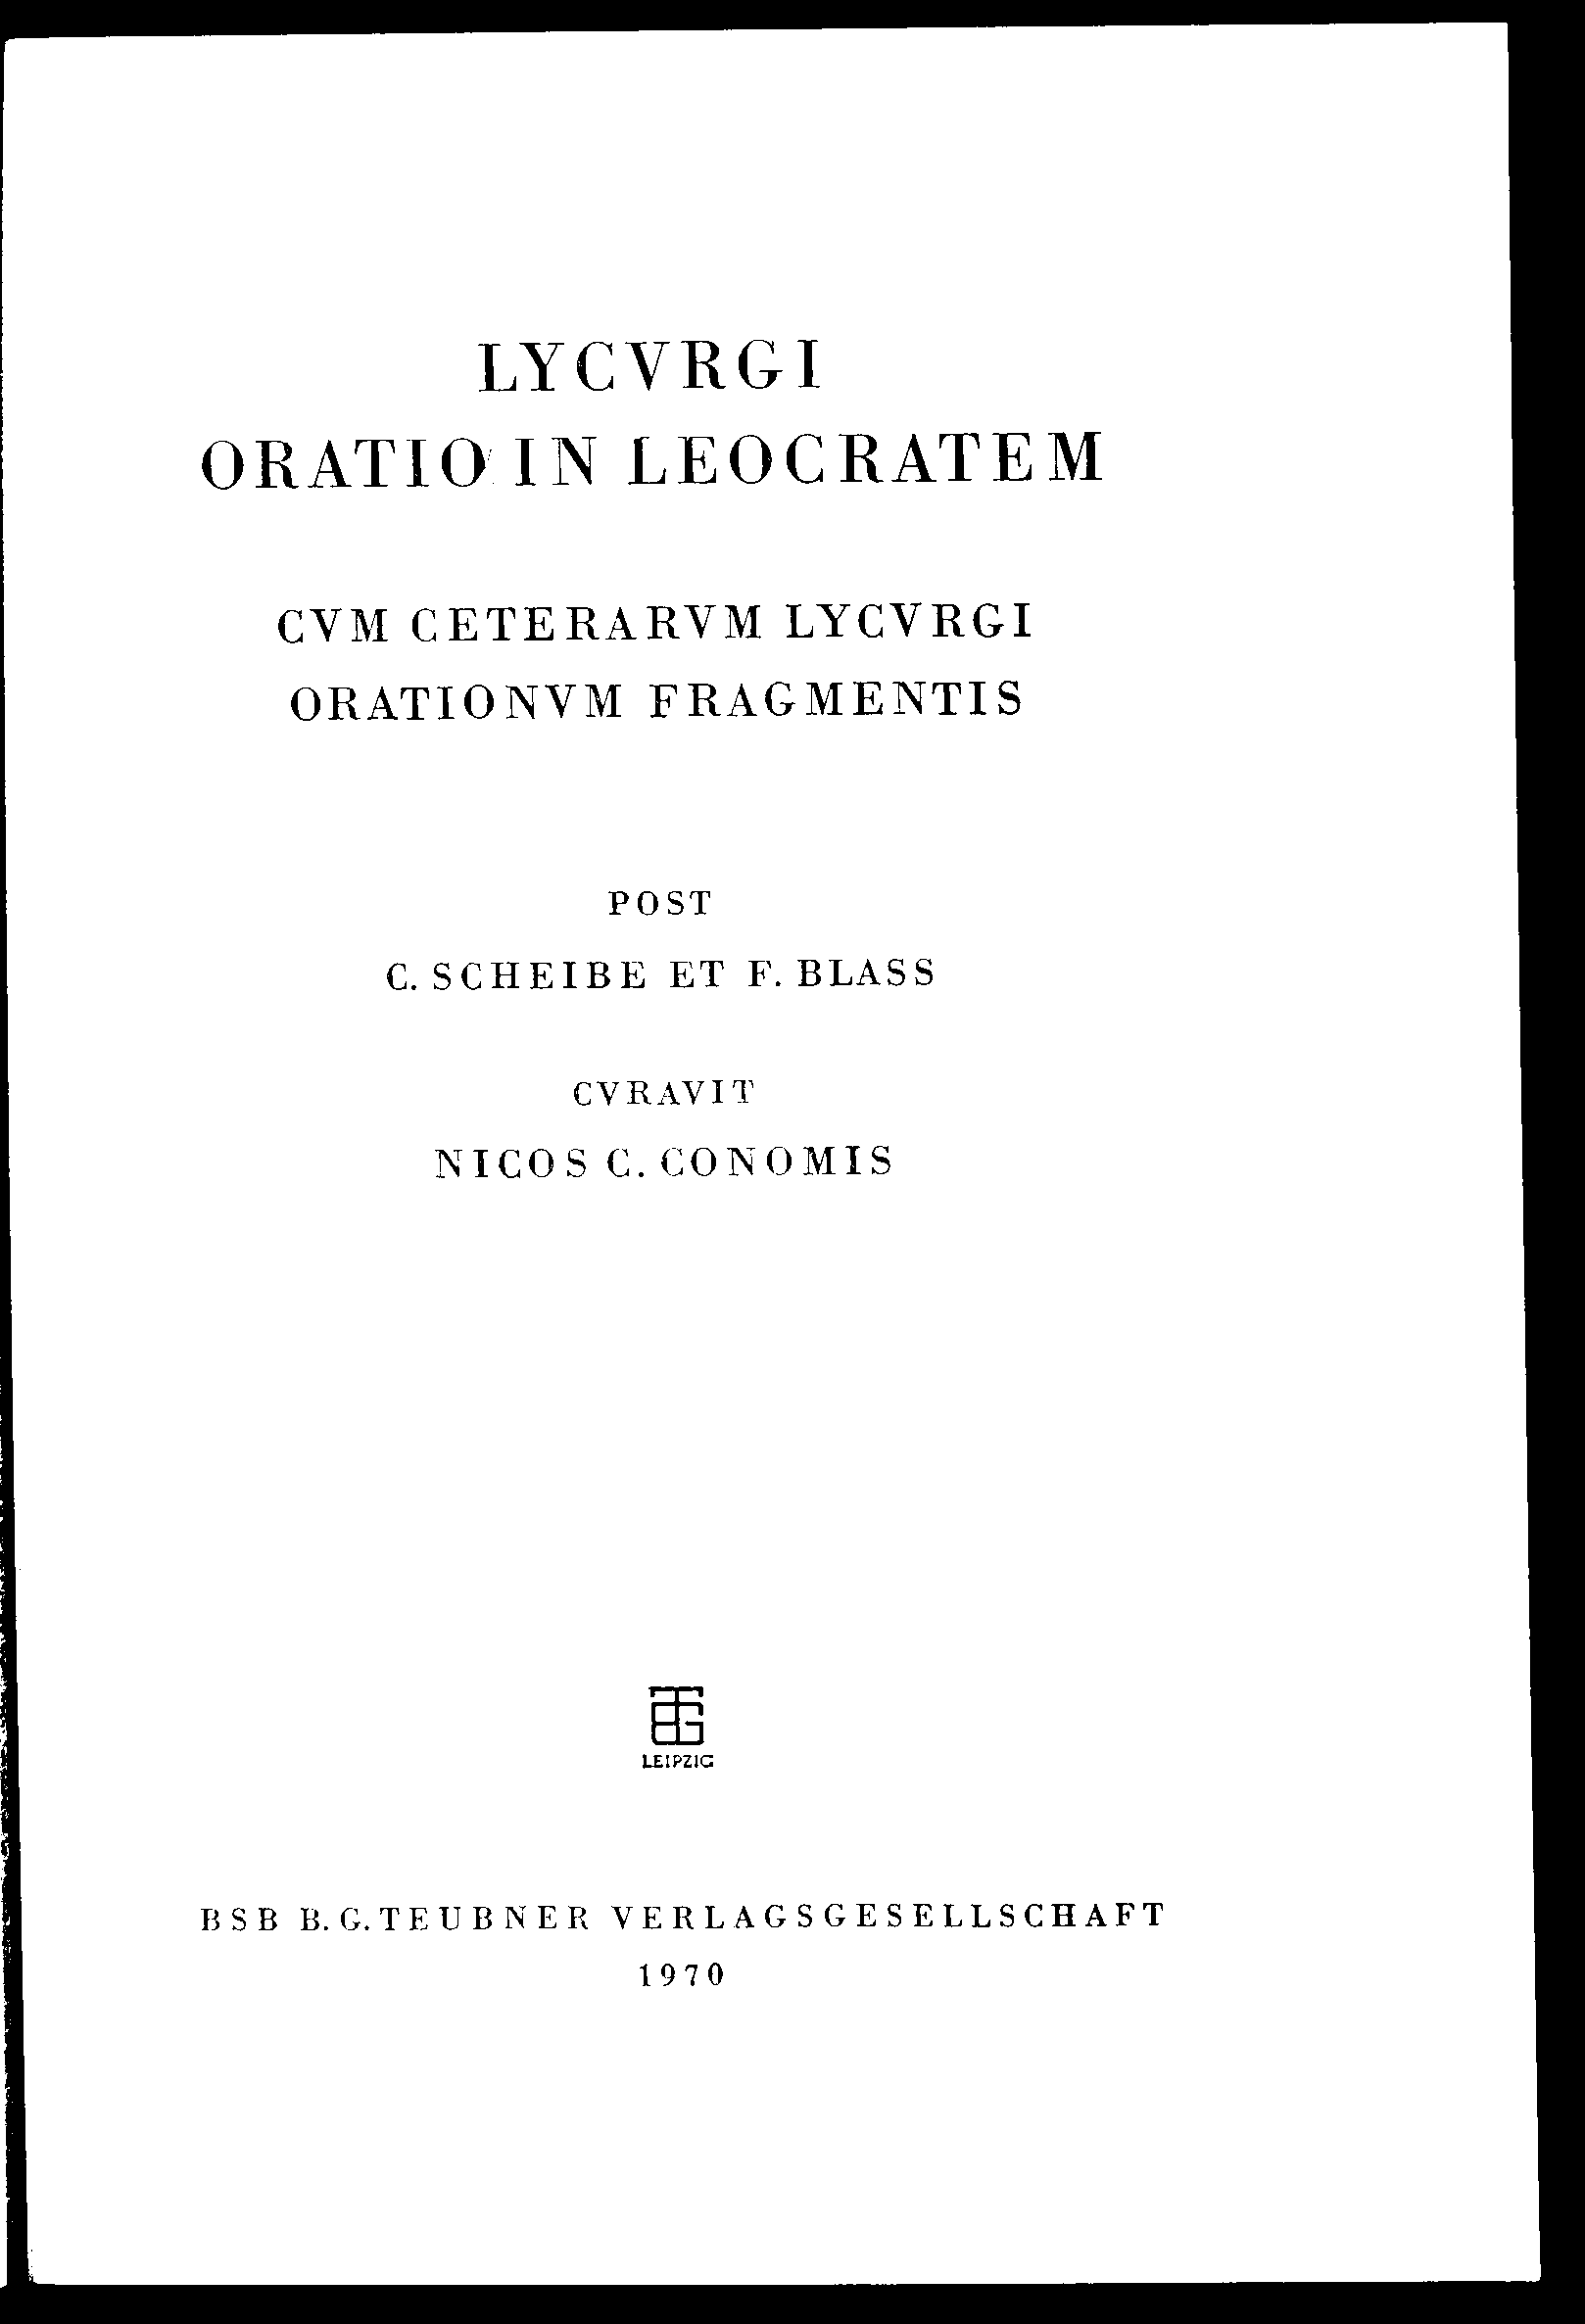 LYCVRGI
ORATIO IN LEOCRATEM
CVM CETERARVM LYCVRGI
ORATIONVM FRAGMENTIS
POST
C. SCHEIBE ET F. BLASS
CVRAVIT
NICOS C. CONOMIS
LEIPZIG
BSB B. G. TEUBNER VERLAGSGESELLSCHAFT
1970